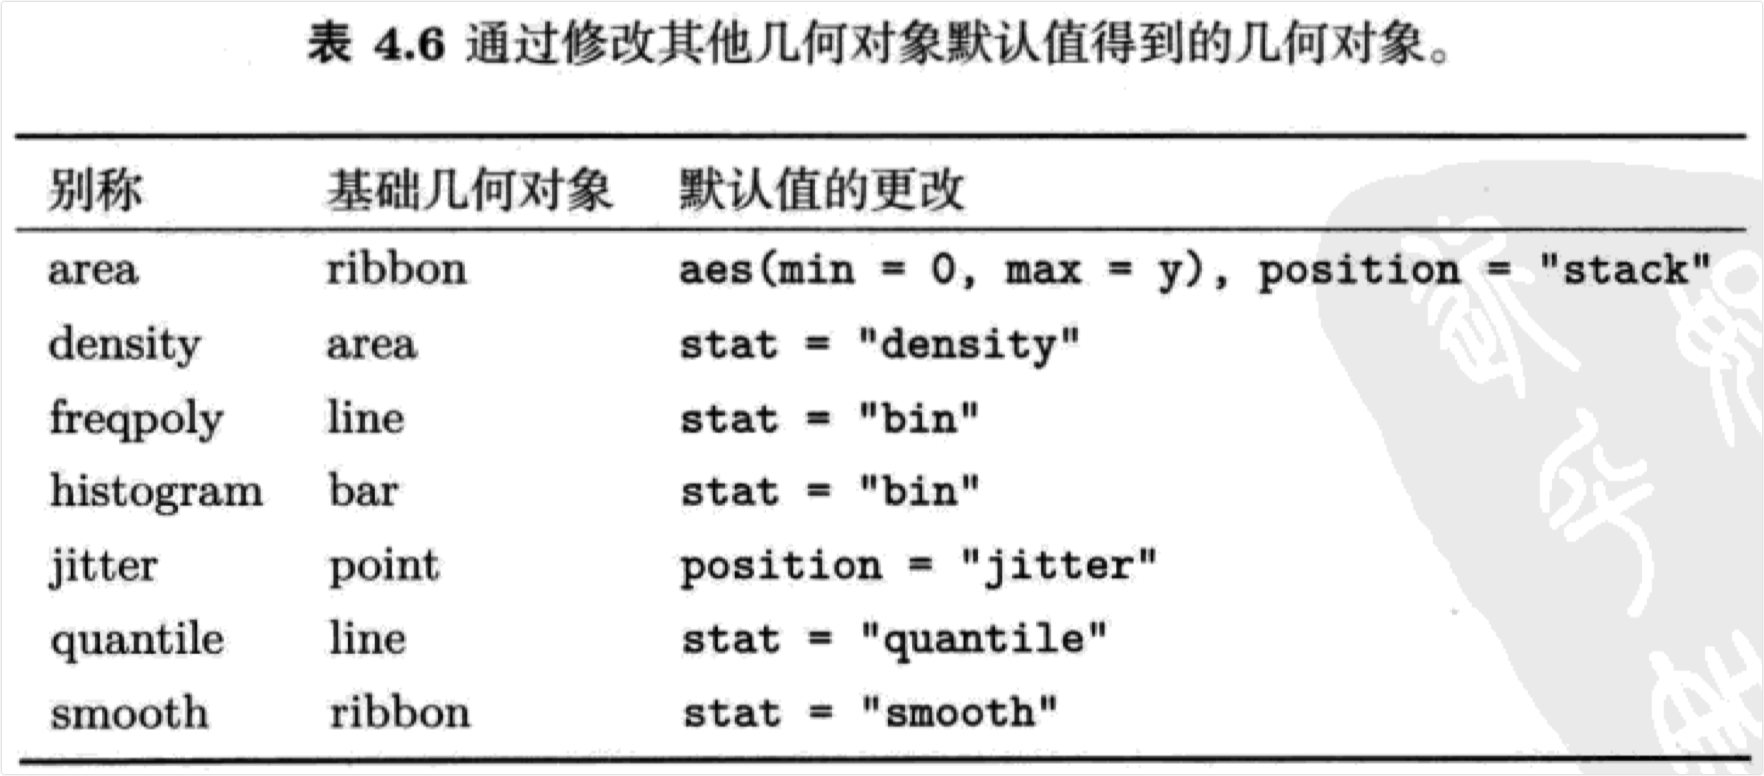 表 4.6 通过修改其他几何对象默认值得到的几何对象。
别称 基础几何对象 默认值的更改
area ribbon aes(min = 0, max = y), position = "stack"
density area stat = "density"
freqpoly line stat = "bin"
histogram bar stat = "bin"
jitter point position = "jitter"
quantile line stat = "quantile"
smooth ribbon stat = "smooth"